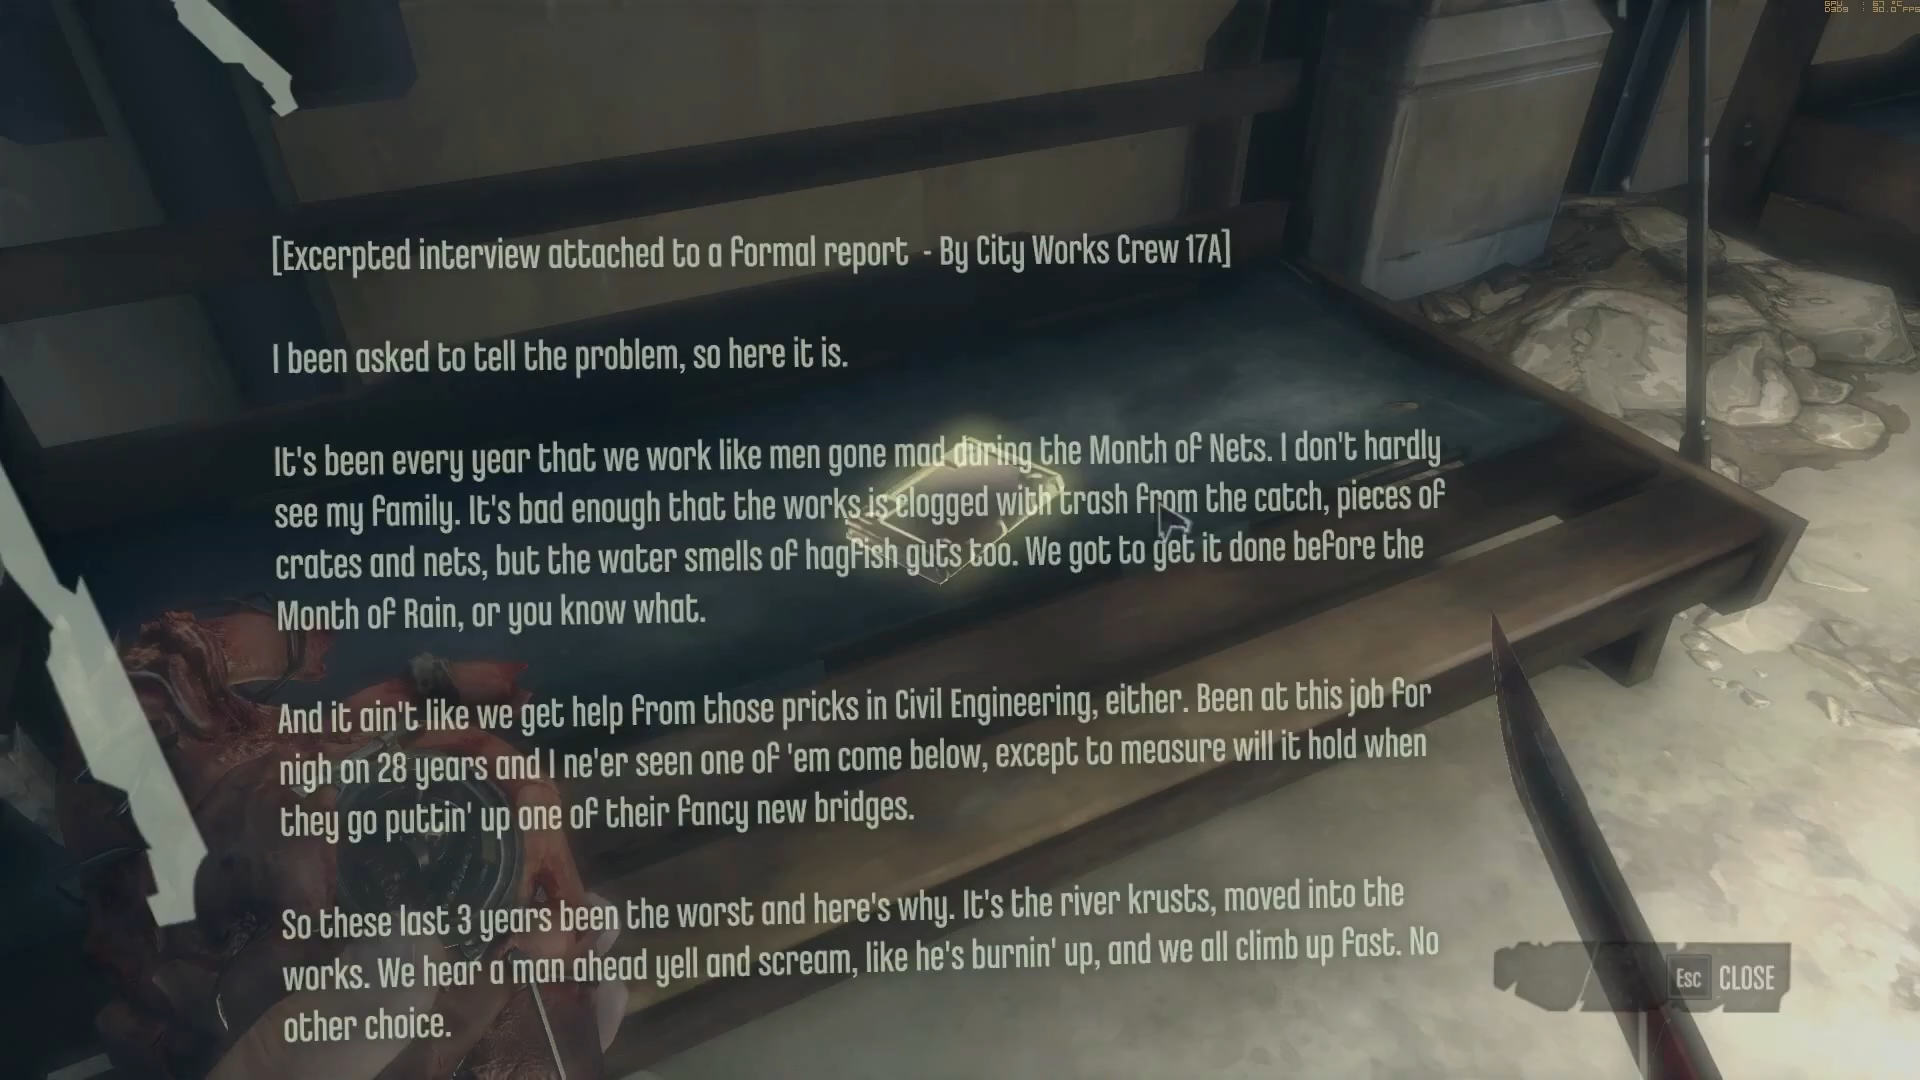 GPU : 67 °C
D3D9 : 30.0 FPS
[Excerpted interview attached to a formal report - By City Works Crew 17A]
I been asked to tell the problem, so here it is.
It's been every year that we work like men gone mad during the Month of Nets. I don't hardly
see my family. It's bad enough that the works is clogged with trash from the catch, pieces of
crates and nets, but the water smells of hagfish guts too. We got to get it done before the
Month of Rain, or you know what.
And it ain't like we get help from those pricks in Civil Engineering, either. Been at this job for
nigh on 28 years and I ne'er seen one of 'em come below, except to measure will it hold when
they go puttin' up one of their fancy new bridges.
So these last 3 years been the worst and here's why. It's the river krusts, moved into the
works. We hear a man ahead yell and scream, like he's burnin' up, and we all climb up fast. No
other choice.
Esc CLOSE